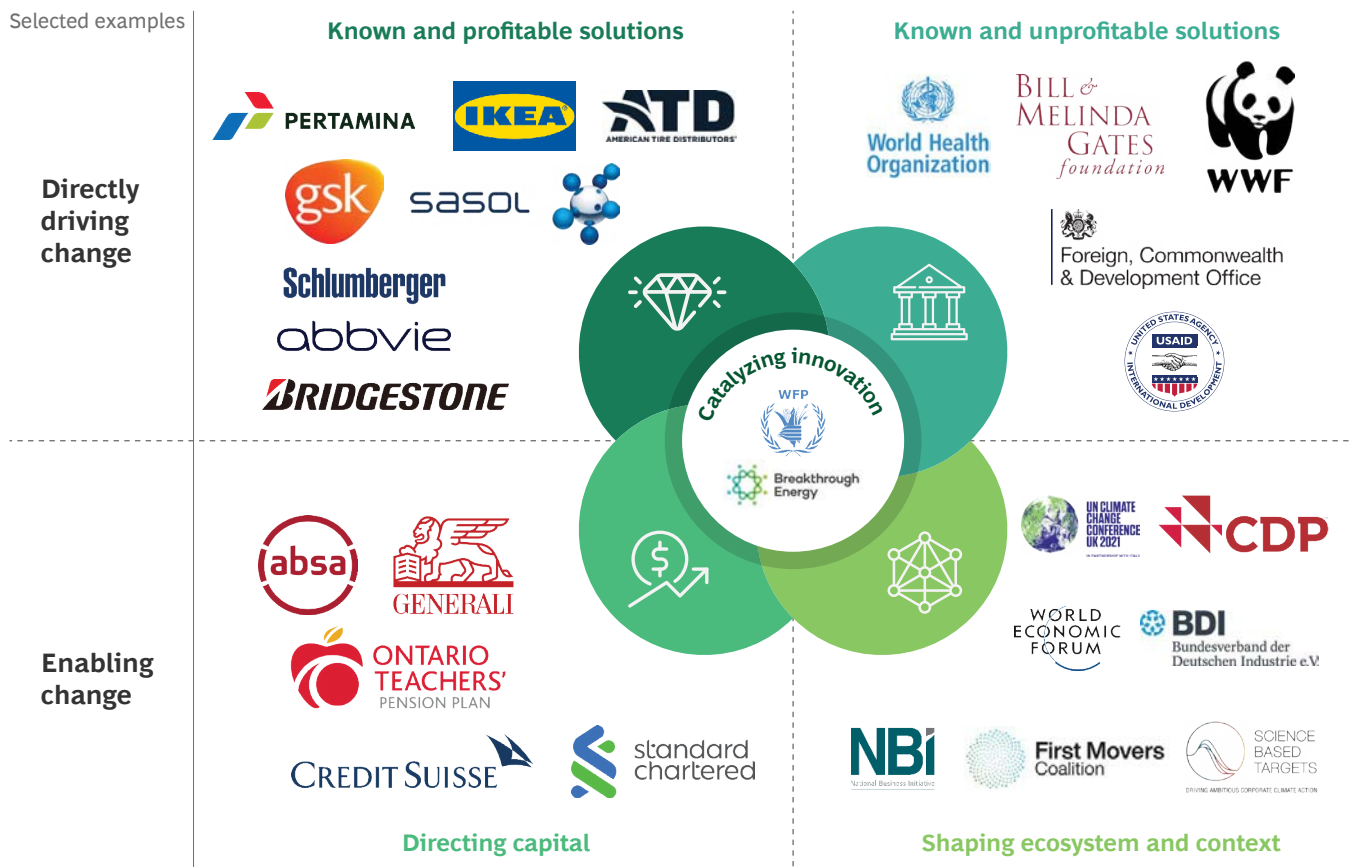 Selected examples
Known and profitable solutions
Known and unprofitable solutions
Directly
driving
change
PERTAMINA
IKEA®
ATD
AMERICAN TIRE DISTRIBUTORS
gsk
sasol
Schlumberger
abbvie
BRIDGESTONE
World Health
Organization
BILL &
MELINDA
GATES
foundation
WWF
Foreign, Commonwealth
& Development Office
UNITED STATES AGENCY
USAID
INTERNATIONAL DEVELOPMENT
Catalyzing innovation
WFP
Breakthrough
Energy
Enabling
change
absa
GENERALI
ONTARIO
TEACHERS'
PENSION PLAN
CREDIT SUISSE
standard
chartered
UN CLIMATE
CHANGE
CONFERENCE
UK 2021
IN PARTNERSHIP WITH ITALY
CDP
WORLD
ECONOMIC
FORUM
BDI
Bundesverband der
Deutschen Industrie e.V.
NBi
National Business Initiative
First Movers
Coalition
SCIENCE
BASED
TARGETS
DRIVING AMBITIOUS CORPORATE CLIMATE ACTION
Directing capital
Shaping ecosystem and context